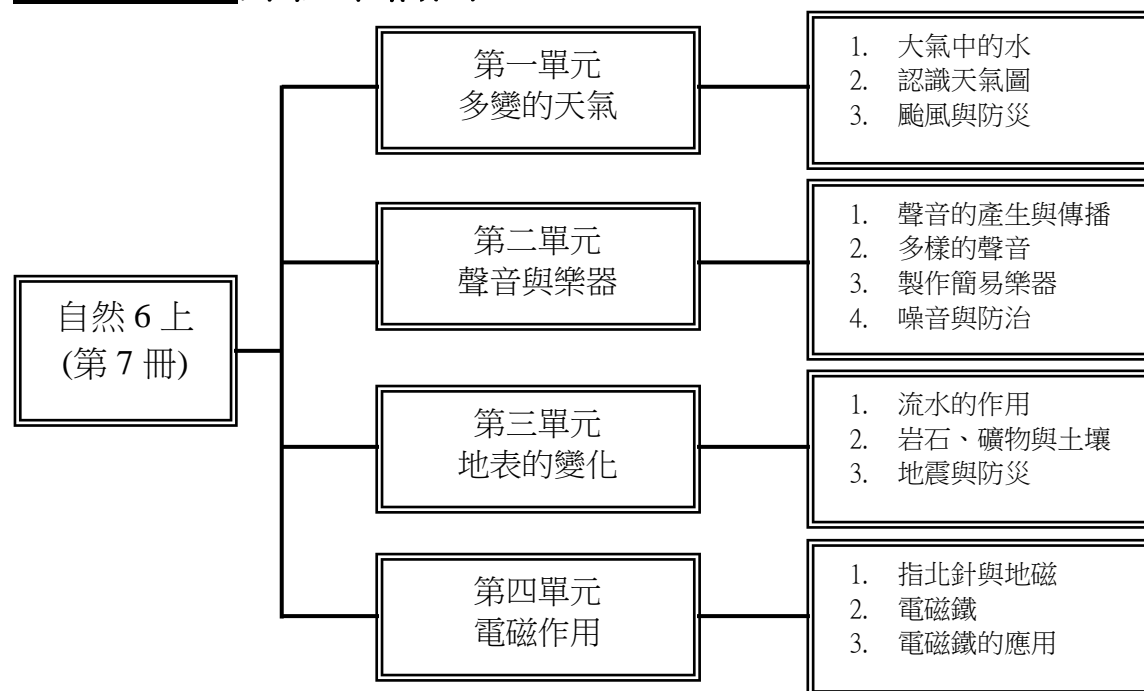 自然 6 上
(第 7 冊)
第一單元
多變的天氣
1. 大氣中的水
2. 認識天氣圖
3. 颱風與防災
第二單元
聲音與樂器
1. 聲音的產生與傳播
2. 多樣的聲音
3. 製作簡易樂器
4. 噪音與防治
第三單元
地表的變化
1. 流水的作用
2. 岩石、礦物與土壤
3. 地震與防災
第四單元
電磁作用
1. 指北針與地磁
2. 電磁鐵
3. 電磁鐵的應用